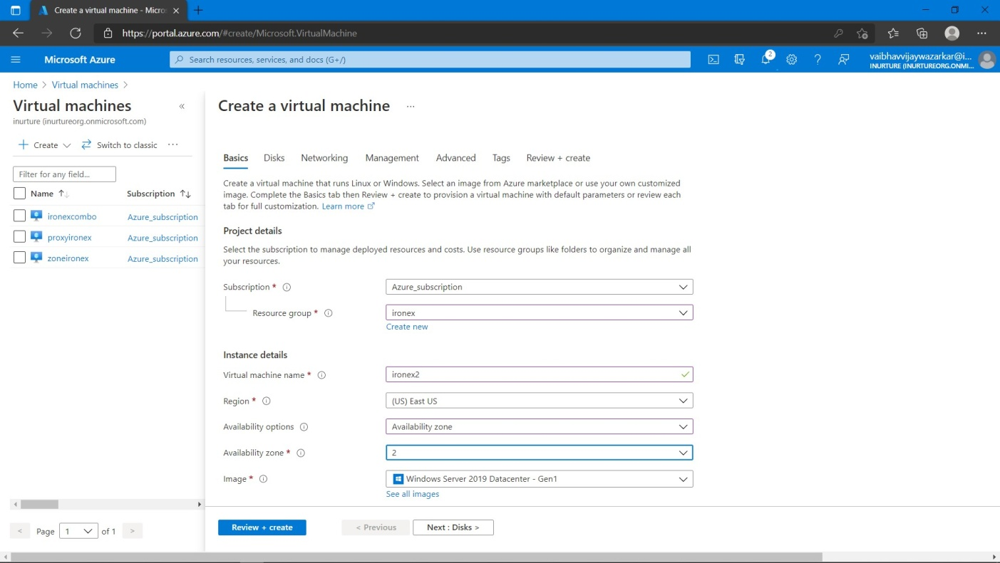 Create a virtual machine - Micro
https://portal.azure.com/#create/Microsoft.VirtualMachine
Microsoft Azure
Search resources, services, and docs (G+/)
2
vaibhavvijaywazarkar@i...
INURTURE (INURTUREORG.ONMI...
Home > Virtual machines >
Virtual machines
«
inurture (inurtureorg.onmicrosoft.com)
Create
Switch to classic
...
Filter for any field...
Name
Subscription
ironexcombo
Azure_subscription
proxyironex
Azure_subscription
zoneironex
Azure_subscription
< Page 1 of 1 >
Create a virtual machine ...
Basics Disks Networking Management Advanced Tags Review + create
Create a virtual machine that runs Linux or Windows. Select an image from Azure marketplace or use your own customized
image. Complete the Basics tab then Review + create to provision a virtual machine with default parameters or review each
tab for full customization. Learn more
Project details
Select the subscription to manage deployed resources and costs. Use resource groups like folders to organize and manage all
your resources.
Subscription *
Azure_subscription
Resource group *
ironex
Create new
Instance details
Virtual machine name *
ironex2
Region *
(US) East US
Availability options
Availability zone
Availability zone *
2
Image *
Windows Server 2019 Datacenter - Gen1
See all images
Review + create
< Previous
Next : Disks >